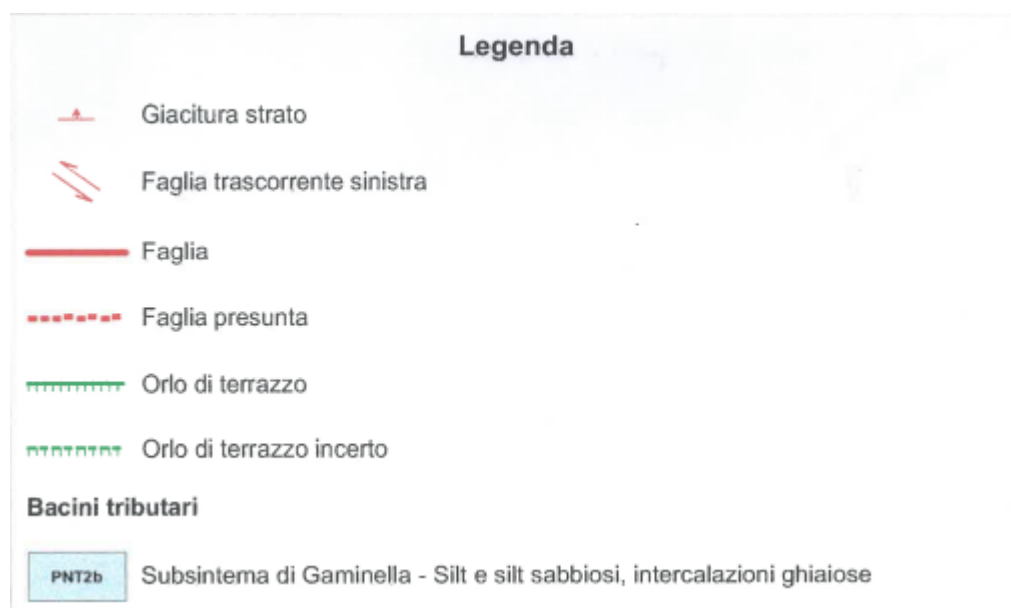 Legenda
Giacitura strato
Faglia trascorrente sinistra
Faglia
Faglia presunta
Orlo di terrazzo
Orlo di terrazzo incerto
Bacini tributari
PNT2b Subsintema di Gaminella - Silt e silt sabbiosi, intercalazioni ghiaiose